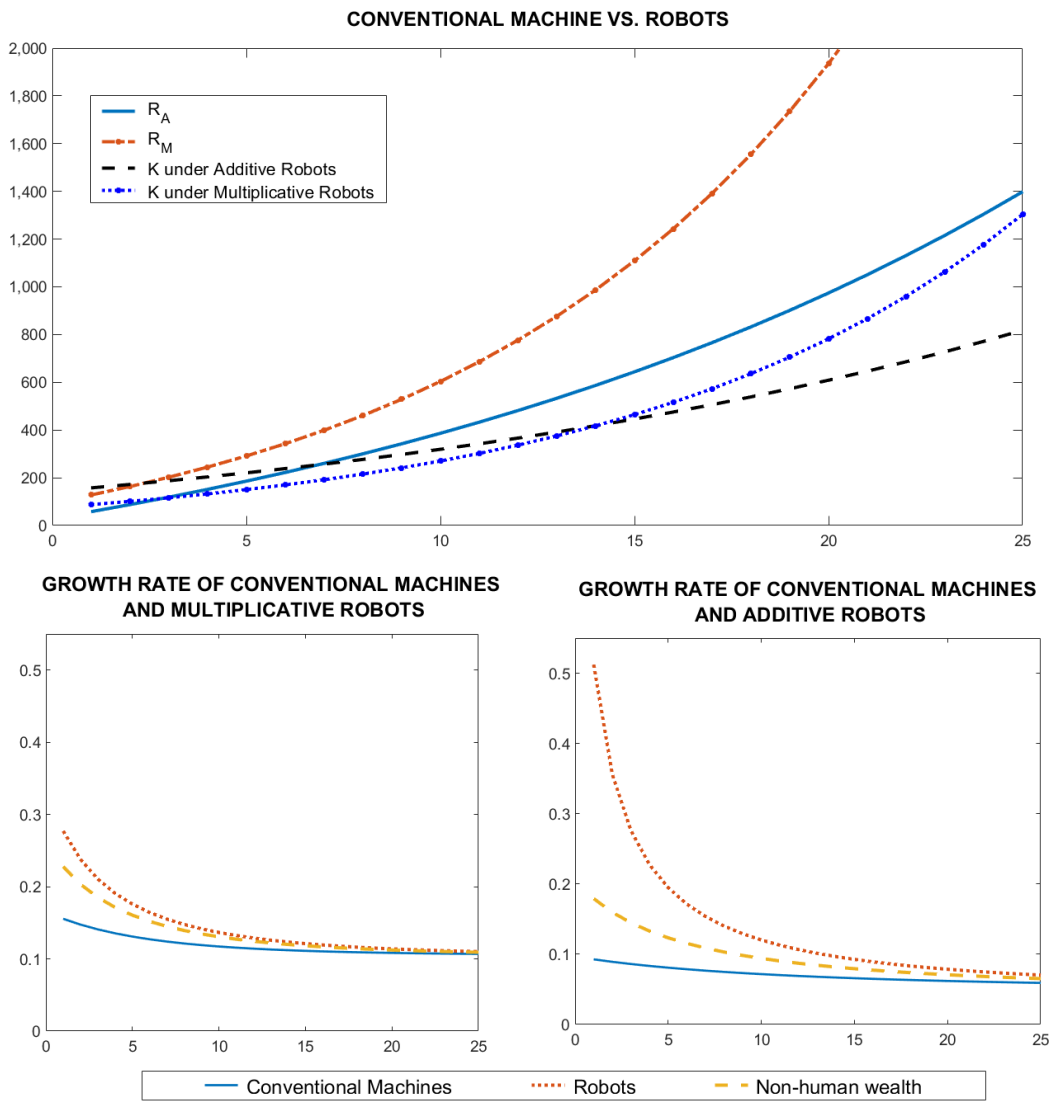 CONVENTIONAL MACHINE VS. ROBOTS
2,000
1,800
1,600
1,400
1,200
1,000
800
600
400
200
0
R_A
R_M
K under Additive Robots
K under Multiplicative Robots
0 5 10 15 20 25
GROWTH RATE OF CONVENTIONAL MACHINES
AND MULTIPLICATIVE ROBOTS
0.5
0.4
0.3
0.2
0.1
0
0 5 10 15 20 25
GROWTH RATE OF CONVENTIONAL MACHINES
AND ADDITIVE ROBOTS
0.5
0.4
0.3
0.2
0.1
0
0 5 10 15 20 25
Conventional Machines Robots Non-human wealth